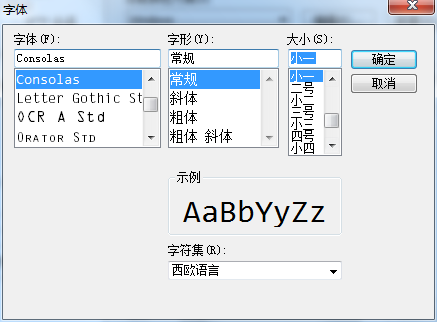 字体
字体(F):
Consolas
Consolas
Letter Gothic St
OCR A Std
Orator Std
字形(Y):
常规
常规
斜体
粗体
粗体 斜体
大小(S):
小一
小一
二号
小二
三号
小三
四号
小四
确定
取消
示例
AaBbYyZz
字符集(R):
西欧语言